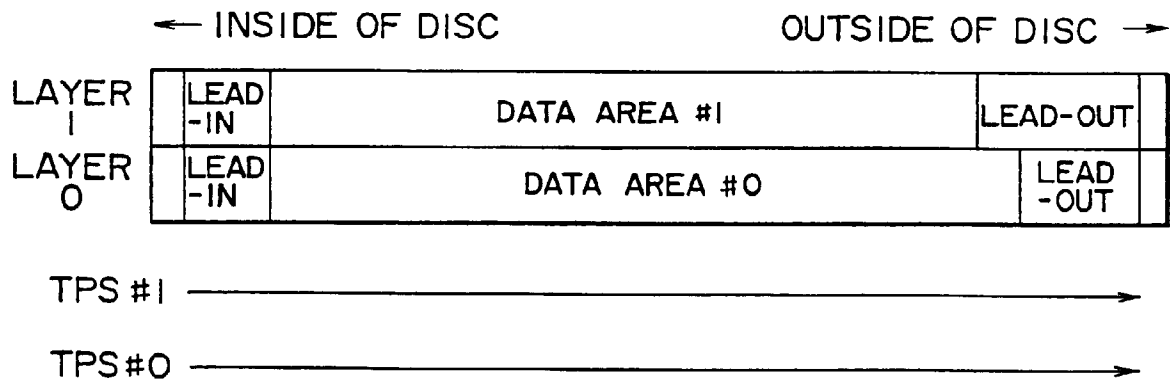 ← INSIDE OF DISC OUTSIDE OF DISC →
LAYER 1 LEAD-IN DATA AREA #1 LEAD-OUT
LAYER 0 LEAD-IN DATA AREA #0 LEAD-OUT
TPS #1
TPS #0